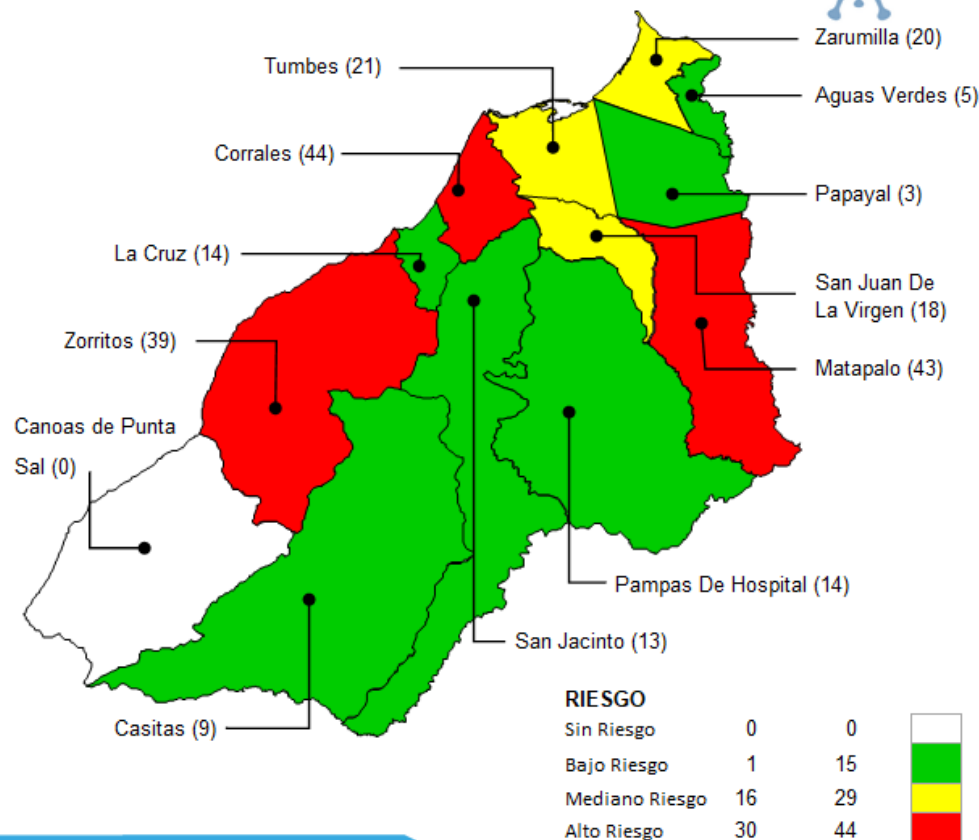 Zarumilla (20)
Tumbes (21)
Aguas Verdes (5)
Corrales (44)
Papayal (3)
La Cruz (14)
San Juan De
La Virgen (18)
Zorritos (39)
Matapalo (43)
Canoas de Punta
Sal (0)
Pampas De Hospital (14)
San Jacinto (13)
Casitas (9)
RIESGO
Sin Riesgo 0 0
Bajo Riesgo 1 15
Mediano Riesgo 16 29
Alto Riesgo 30 44